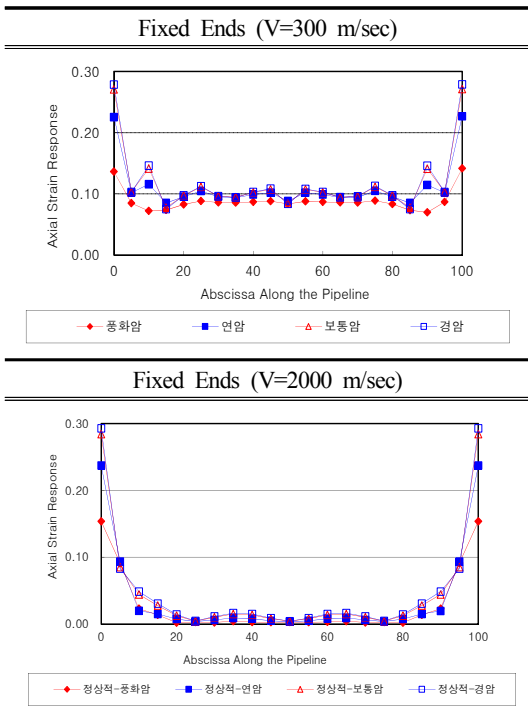 Fixed Ends (V=300 m/sec)
0.30
0.20
0.10
0.00
Axial Strain Response
0 20 40 60 80 100
Abscissa Along the Pipeline
풍화암 연암 보통암 경암
Fixed Ends (V=2000 m/sec)
0.30
0.20
0.10
0.00
Axial Strain Response
0 20 40 60 80 100
Abscissa Along the Pipeline
정상적-풍화암 정상적-연암 정상적-보통암 정상적-경암